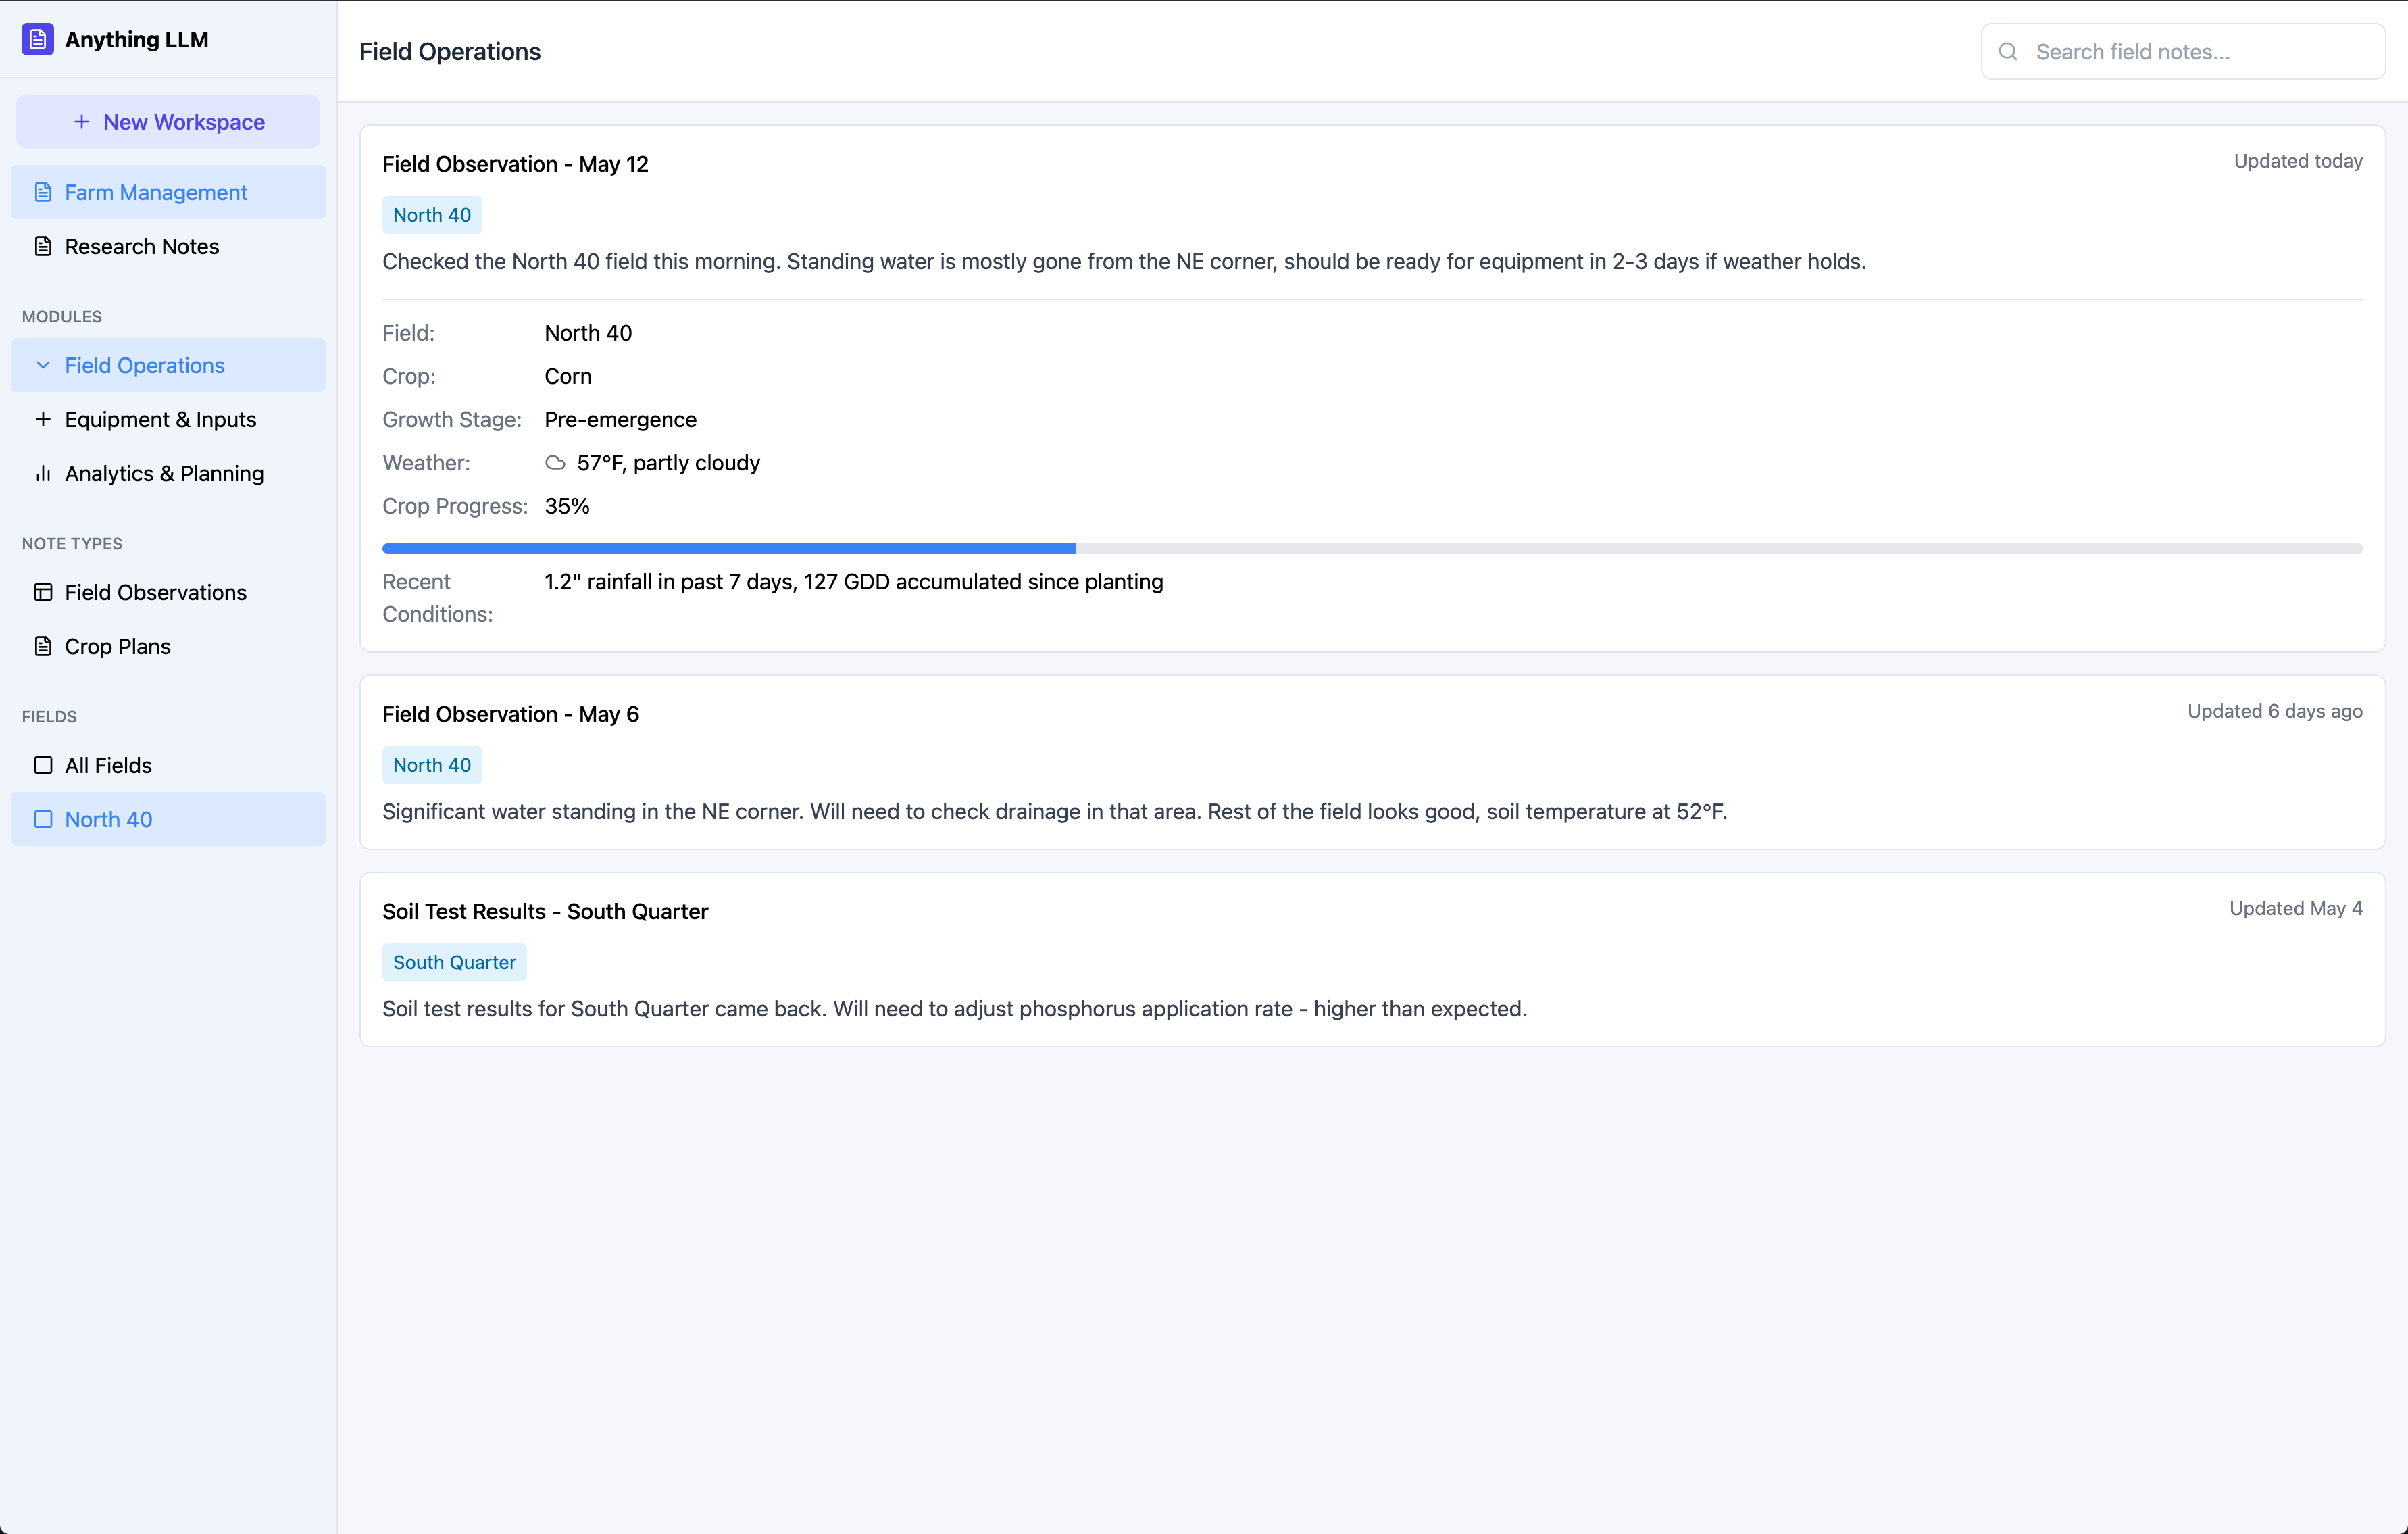 Anything LLM
New Workspace
Farm Management
Research Notes
MODULES
Field Operations
Equipment & Inputs
Analytics & Planning
NOTE TYPES
Field Observations
Crop Plans
FIELDS
All Fields
North 40
Field Operations
Search field notes...
Field Observation - May 12
Updated today
North 40
Checked the North 40 field this morning. Standing water is mostly gone from the NE corner, should be ready for equipment in 2-3 days if weather holds.
Field: North 40
Crop: Corn
Growth Stage: Pre-emergence
Weather: 57°F, partly cloudy
Crop Progress: 35%
Recent Conditions: 1.2" rainfall in past 7 days, 127 GDD accumulated since planting
Field Observation - May 6
Updated 6 days ago
North 40
Significant water standing in the NE corner. Will need to check drainage in that area. Rest of the field looks good, soil temperature at 52°F.
Soil Test Results - South Quarter
Updated May 4
South Quarter
Soil test results for South Quarter came back. Will need to adjust phosphorus application rate - higher than expected.